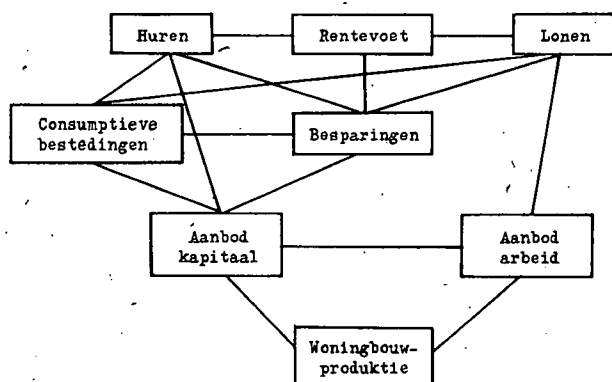 Huren
Rentevoet
Lonen
Consumptieve
bestedingen
Besparingen
Aanbod
kapitaal
Aanbod
arbeid
Woningbouw-
produktie